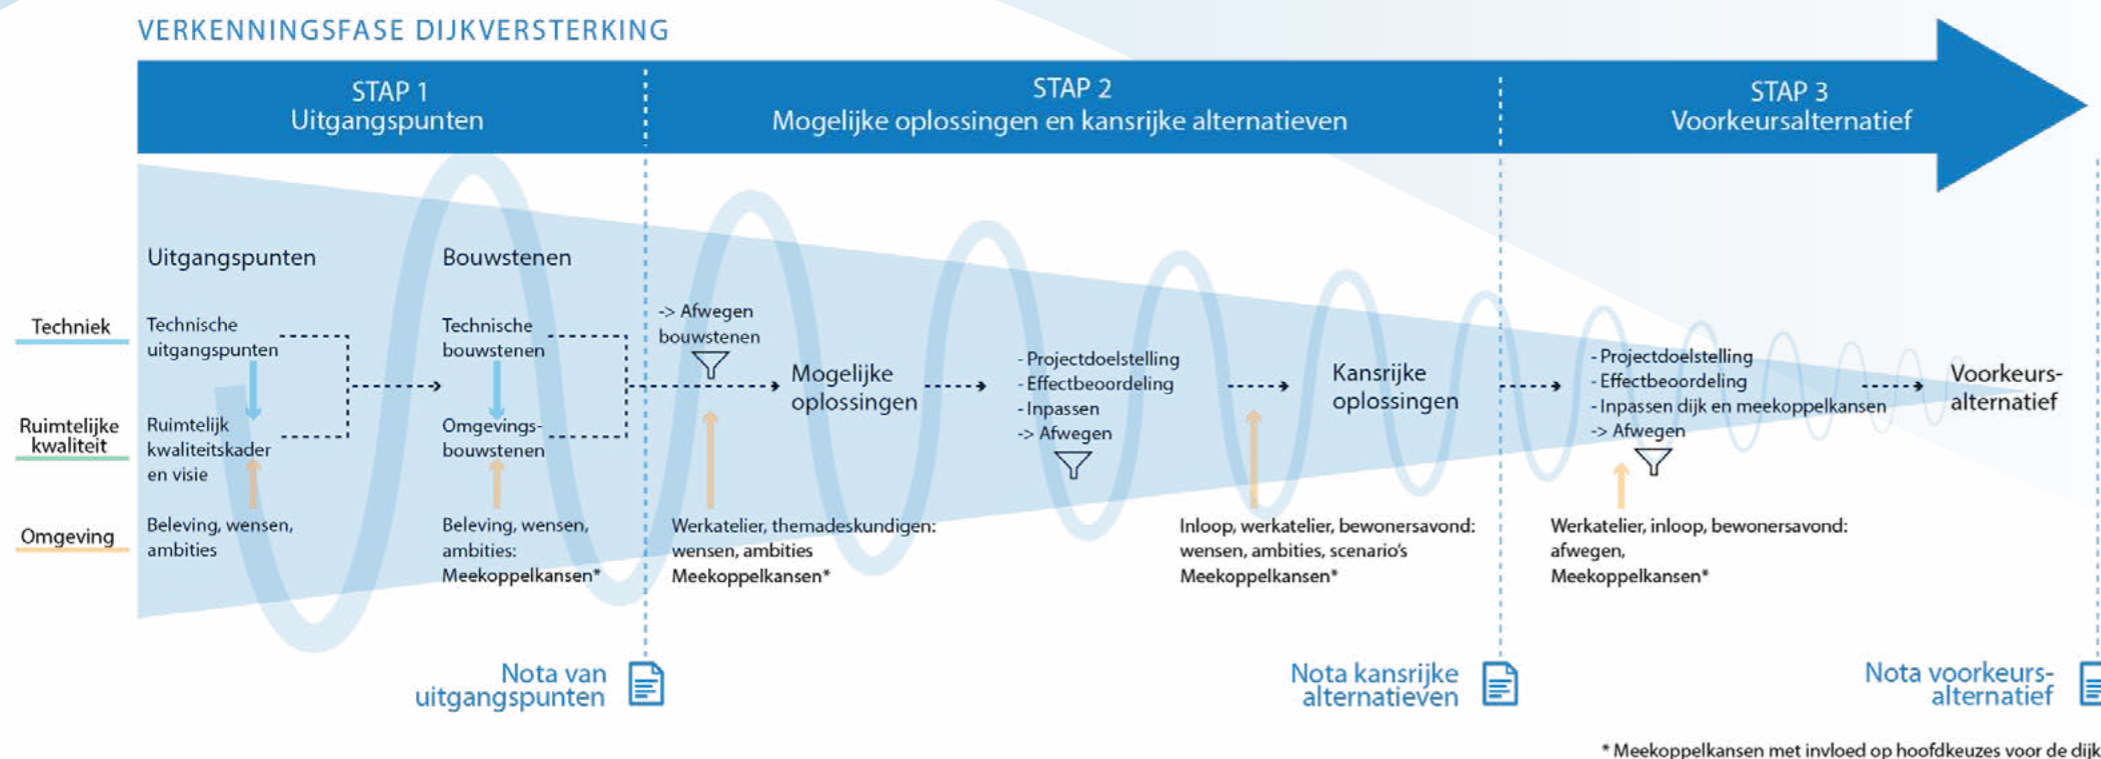 VERKENNINGSFASE DIJKVERSTERKING
STAP 1
Uitgangspunten
STAP 2
Mogelijke oplossingen en kansrijke alternatieven
STAP 3
Voorkeursalternatief
Techniek
Ruimtelijke
kwaliteit
Omgeving
Uitgangspunten
Technische
uitgangspunten
Ruimtelijk
kwaliteitskader
en visie
Beleving, wensen,
ambities
Bouwstenen
Technische
bouwstenen
Omgevings-
bouwstenen
Beleving, wensen,
ambities:
Meekoppelkansen*
-> Afwegen
bouwstenen
Mogelijke
oplossingen
Werkatelier, themadeskundigen:
wensen, ambities
Meekoppelkansen*
- Projectdoelstelling
- Effectbeoordeling
- Inpassen
-> Afwegen
Inloop, werkatelier, bewonersavond:
wensen, ambities, scenario's
Meekoppelkansen*
Kansrijke
oplossingen
- Projectdoelstelling
- Effectbeoordeling
- Inpassen dijk en meekoppelkansen
-> Afwegen
Werkatelier, inloop, bewonersavond:
afwegen,
Meekoppelkansen*
Voorkeurs-
alternatief
Nota van
uitgangspunten
Nota kansrijke
alternatieven
Nota voorkeurs-
alternatief
* Meekoppelkansen met invloed op hoofdkeuzes voor de dijk